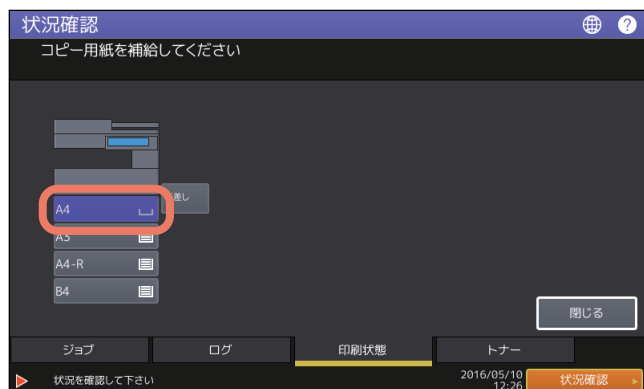 状況確認
?
コピー用紙を補給してください
差し
A4
A3
A4-R
B4
閉じる
ジョブ
ログ
印刷状態
トナー
状況を確認して下さい
2016/05/10
12:26
状況確認